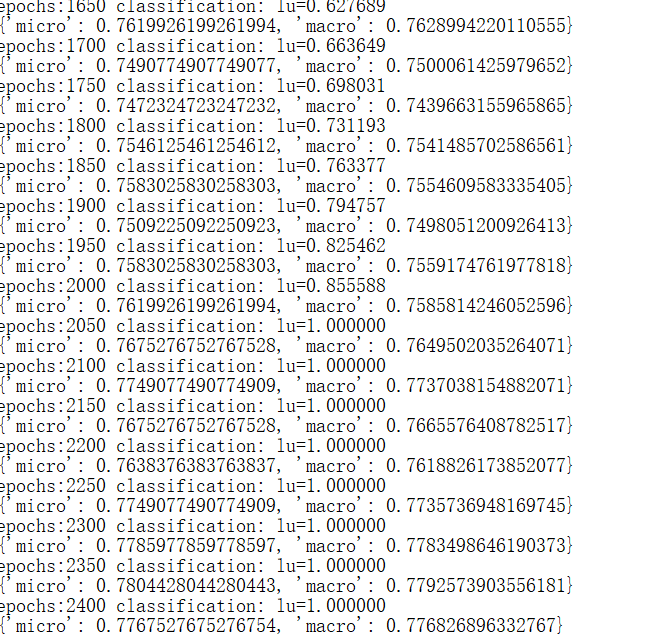 epochs:1650 classification: lu=0.627689
{'micro': 0.7619926199261994, 'macro': 0.7628994220110555}
epochs:1700 classification: lu=0.663649
{'micro': 0.7490774907749077, 'macro': 0.7500061425979652}
epochs:1750 classification: lu=0.698031
{'micro': 0.7472324723247232, 'macro': 0.7439663155965865}
epochs:1800 classification: lu=0.731193
{'micro': 0.7546125461254612, 'macro': 0.7541485702586561}
epochs:1850 classification: lu=0.763377
{'micro': 0.7583025830258303, 'macro': 0.7554609583335405}
epochs:1900 classification: lu=0.794757
{'micro': 0.7509225092250923, 'macro': 0.7498051200926413}
epochs:1950 classification: lu=0.825462
{'micro': 0.7583025830258303, 'macro': 0.7559174761977818}
epochs:2000 classification: lu=0.855588
{'micro': 0.7619926199261994, 'macro': 0.7585814246052596}
epochs:2050 classification: lu=1.000000
{'micro': 0.7675276752767528, 'macro': 0.7649502035264071}
epochs:2100 classification: lu=1.000000
{'micro': 0.7749077490774909, 'macro': 0.7737038154882071}
epochs:2150 classification: lu=1.000000
{'micro': 0.7675276752767528, 'macro': 0.7665576408782517}
epochs:2200 classification: lu=1.000000
{'micro': 0.7638376383763837, 'macro': 0.7618826173852077}
epochs:2250 classification: lu=1.000000
{'micro': 0.7749077490774909, 'macro': 0.7735736948169745}
epochs:2300 classification: lu=1.000000
{'micro': 0.7785977859778597, 'macro': 0.7783498646190373}
epochs:2350 classification: lu=1.000000
{'micro': 0.7804428044280443, 'macro': 0.7792573903556181}
epochs:2400 classification: lu=1.000000
{'micro': 0.7767527675276754, 'macro': 0.776826896332767}